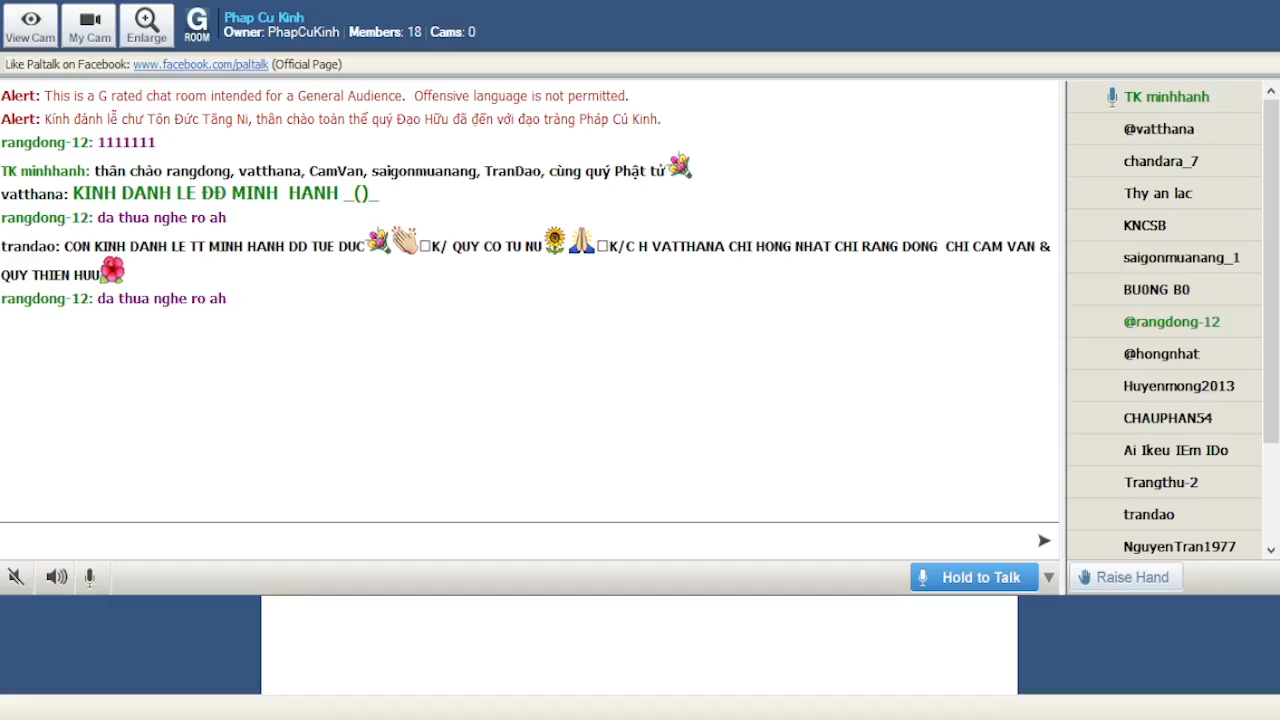 View Cam
My Cam
Enlarge
G
ROOM
Phap Cu Kinh
Owner: PhapCuKinh | Members: 18 | Cams: 0
Like Paltalk on Facebook: www.facebook.com/paltalk (Official Page)
Alert: This is a G rated chat room intended for a General Audience. Offensive language is not permitted.
Alert: Kính đảnh lễ chư Tôn Đức Tăng Ni, thân chào toàn thể quý Đạo Hữu đã đến với đạo tràng Pháp Cú Kinh.
rangdong-12: 1111111
TK minhhanh: thân chào rangdong, vatthana, CamVan, saigonmuanang, TranDao, cùng quý Phật tử
vatthana: KINH DANH LE ĐĐ MINH HANH _()_
rangdong-12: da thua nghe ro ah
trandao: CON KINH DANH LE TT MINH HANH DD TUE DUC K/ QUY CO TU NU K/C H VATTHANA CHI HONG NHAT CHI RANG DONG CHI CAM VAN &
QUY THIEN HUU
rangdong-12: da thua nghe ro ah
Hold to Talk
TK minhhanh
@vatthana
chandara_7
Thy an lac
KNCSB
saigonmuanang_1
BU0NG B0
@rangdong-12
@hongnhat
Huyenmong2013
CHAUPHAN54
Ai Ikeu IEm IDo
Trangthu-2
trandao
NguyenTran1977
Raise Hand